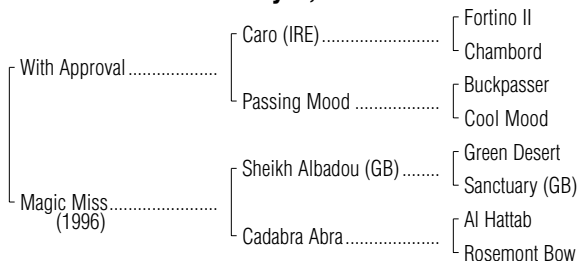 Fortino II
Caro (IRE)........................
Chambord
With Approval ...................
Buckpasser
Passing Mood .................
Cool Mood
Green Desert
Sheikh Albadou (GB)........
Sanctuary (GB)
Magic Miss.......................
(1996)
Al Hattab
Cadabra Abra...................
Rosemont Bow